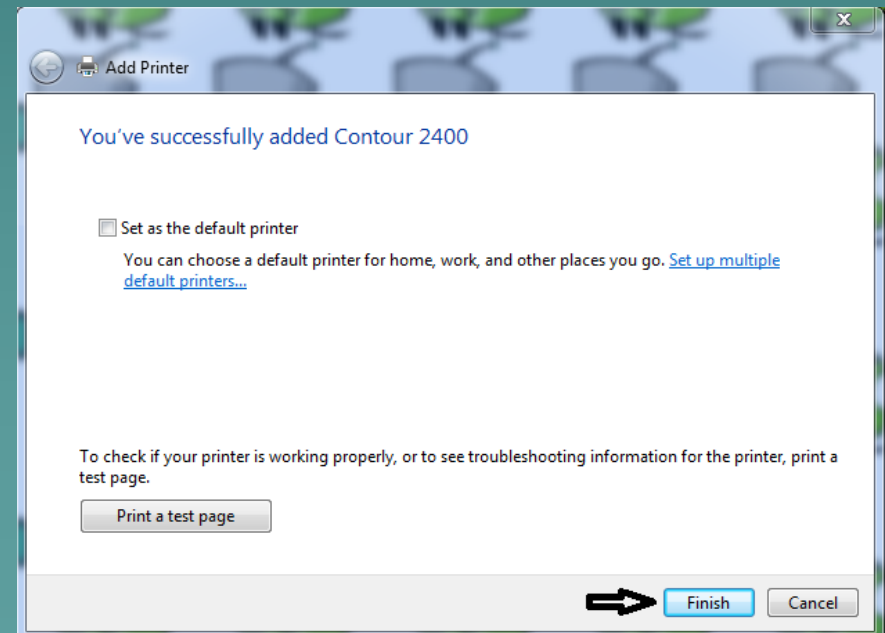 Add Printer
You've successfully added Contour 2400
Set as the default printer
You can choose a default printer for home, work, and other places you go. Set up multiple
default printers...
To check if your printer is working properly, or to see troubleshooting information for the printer, print a
test page.
Print a test page
Finish Cancel